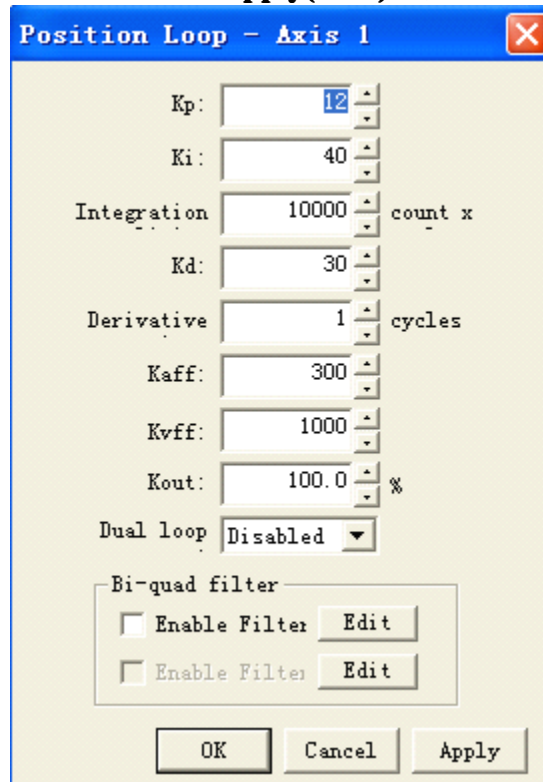 Position Loop - Axis 1
Kp: 12
Ki: 40
Integration 10000 count x
Kd: 30
Derivative 1 cycles
Kaff: 300
Kvff: 1000
Kout: 100.0 %
Dual loop Disabled
Bi-quad filter
Enable Filter Edit
Enable Filter Edit
OK Cancel Apply